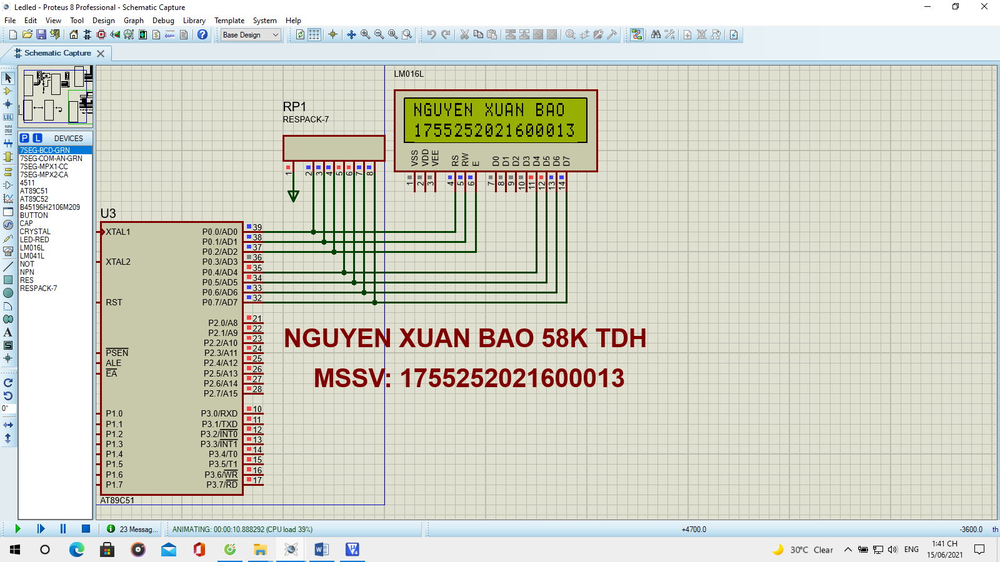 Ledled - Proteus 8 Professional - Schematic Capture
File Edit View Tool Design Graph Debug Library Template System Help
Base Design
Schematic Capture
P L DEVICES
7SEG-BCD-GRN
7SEG-COM-AN-GRN
7SEG-MPX1-CC
7SEG-MPX2-CA
4511
AT89C51
AT89C52
B45196H2106M209
BUTTON
CAP
CRYSTAL
LED-RED
LM016L
LM041L
NOT
NPN
RES
RESPACK-7
LBL
A
S
0°
LM016L
NGUYEN XUAN BAO
1755252021600013
VSS VDD VEE RS RW E D0 D1 D2 D3 D4 D5 D6 D7
1 2 3 4 5 6 7 8 9 10 11 12 13 14
RP1
RESPACK-7
1 2 3 4 5 6 7 8
U3
XTAL1 P0.0/AD0 39
P0.1/AD1 38
P0.2/AD2 37
XTAL2 P0.3/AD3 36
P0.4/AD4 35
P0.5/AD5 34
P0.6/AD6 33
RST P0.7/AD7 32
P2.0/A8 21
P2.1/A9 22
P2.2/A10 23
PSEN P2.3/A11 24
ALE P2.4/A12 25
EA P2.5/A13 26
P2.6/A14 27
P2.7/A15 28
P1.0 P3.0/RXD 10
P1.1 P3.1/TXD 11
P1.2 P3.2/INT0 12
P1.3 P3.3/INT1 13
P1.4 P3.4/T0 14
P1.5 P3.5/T1 15
P1.6 P3.6/WR 16
P1.7 P3.7/RD 17
AT89C51
NGUYEN XUAN BAO 58K TDH
MSSV: 1755252021600013
23 Messag... ANIMATING: 00:00:10.888292 (CPU load 39%) +4700.0 -3600.0 th
30°C Clear ENG 1:41 CH
15/06/2021